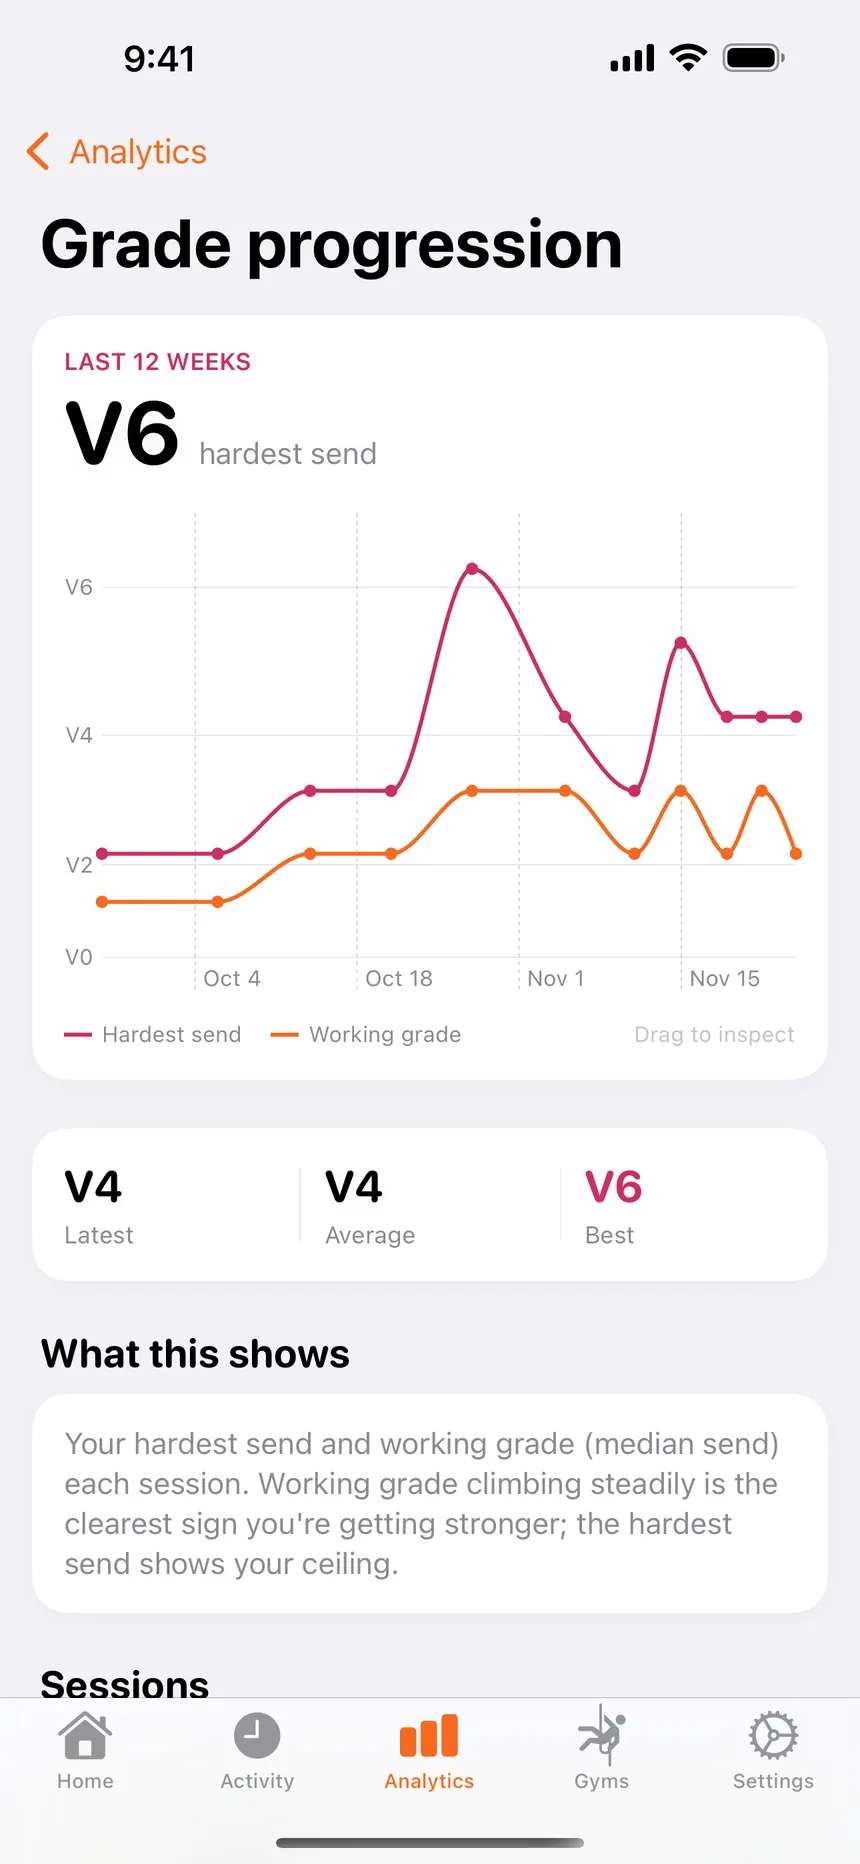 9:41
Analytics
Grade progression
LAST 12 WEEKS
V6 hardest send
V6
V4
V2
V0
Oct 4 Oct 18 Nov 1 Nov 15
Hardest send Working grade Drag to inspect
V4 V4 V6
Latest Average Best
What this shows
Your hardest send and working grade (median send)
each session. Working grade climbing steadily is the
clearest sign you're getting stronger; the hardest
send shows your ceiling.
Sessions
Home Activity Analytics Gyms Settings